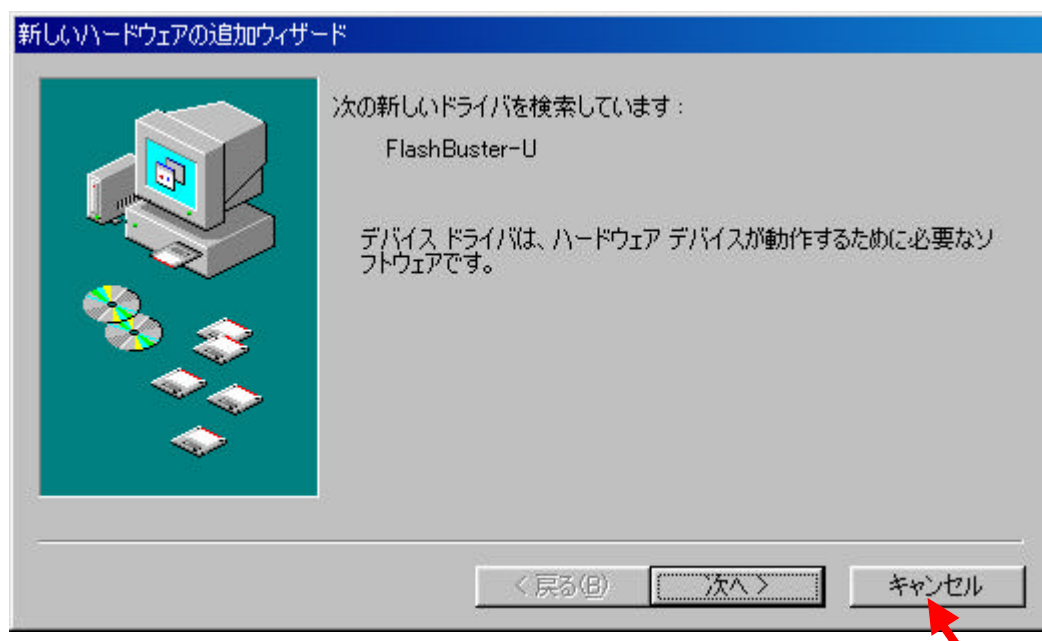 新しいハードウェアの追加ウィザード
次の新しいドライバを検索しています：
FlashBuster-U
デバイス ドライバは、ハードウェア デバイスが動作するために必要なソ
フトウェアです。
< 戻る(B) 次へ > キャンセル